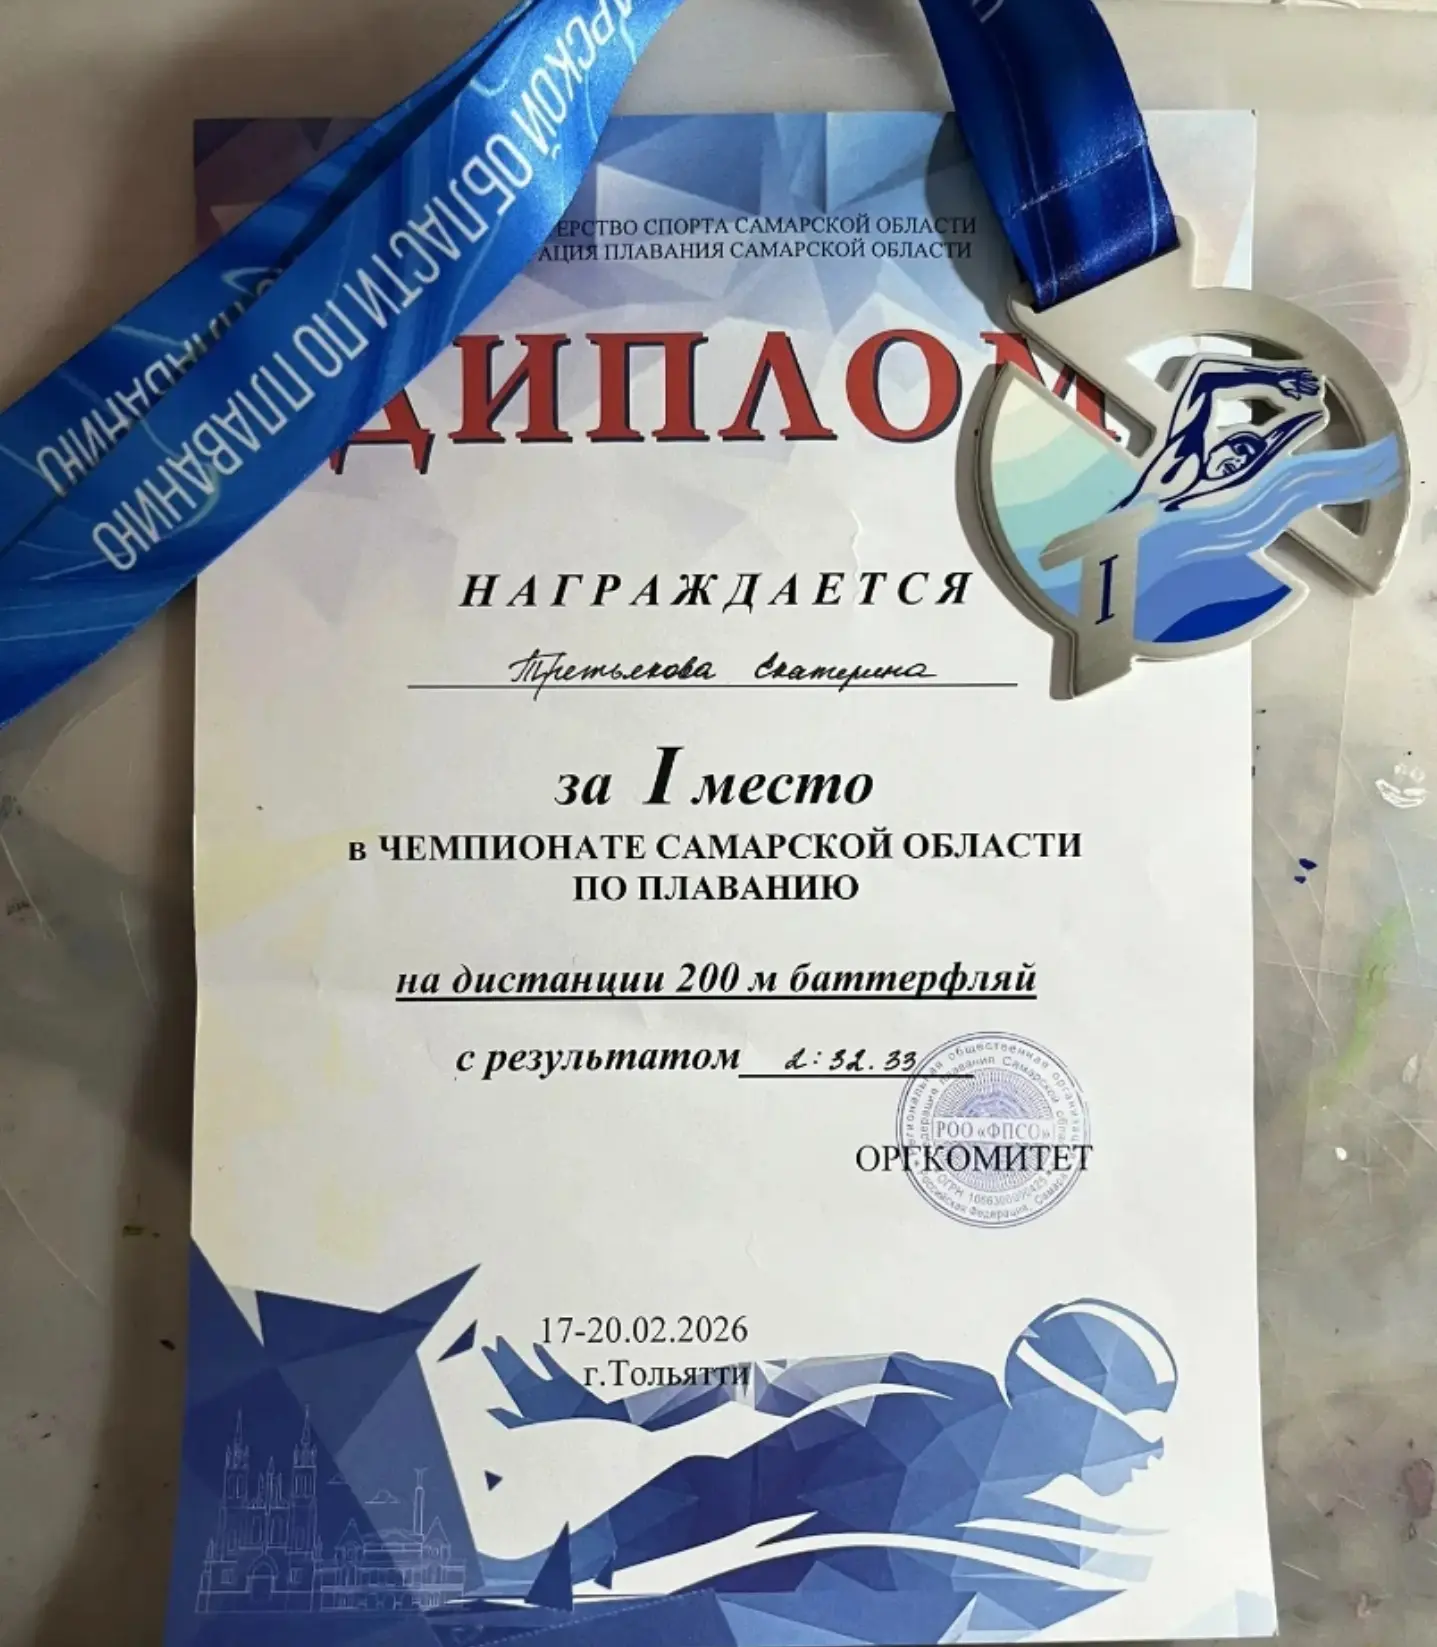 РСКОЙ ОБЛАСТИ ПО ПЛАВАНИЮ
ПЛАВАНИЮ
ЕРСТВО СПОРТА САМАРСКОЙ ОБЛАСТИ
АЦИЯ ПЛАВАНИЯ САМАРСКОЙ ОБЛАСТИ
ДИПЛОМ
I
НАГРАЖДАЕТСЯ
Третьякова Екатерина
за I место
в ЧЕМПИОНАТЕ САМАРСКОЙ ОБЛАСТИ
ПО ПЛАВАНИЮ
на дистанции 200 м баттерфляй
с результатом 2:32.33
РОО «ФПСО»
ОРГКОМИТЕТ
17-20.02.2026
г.Тольятти